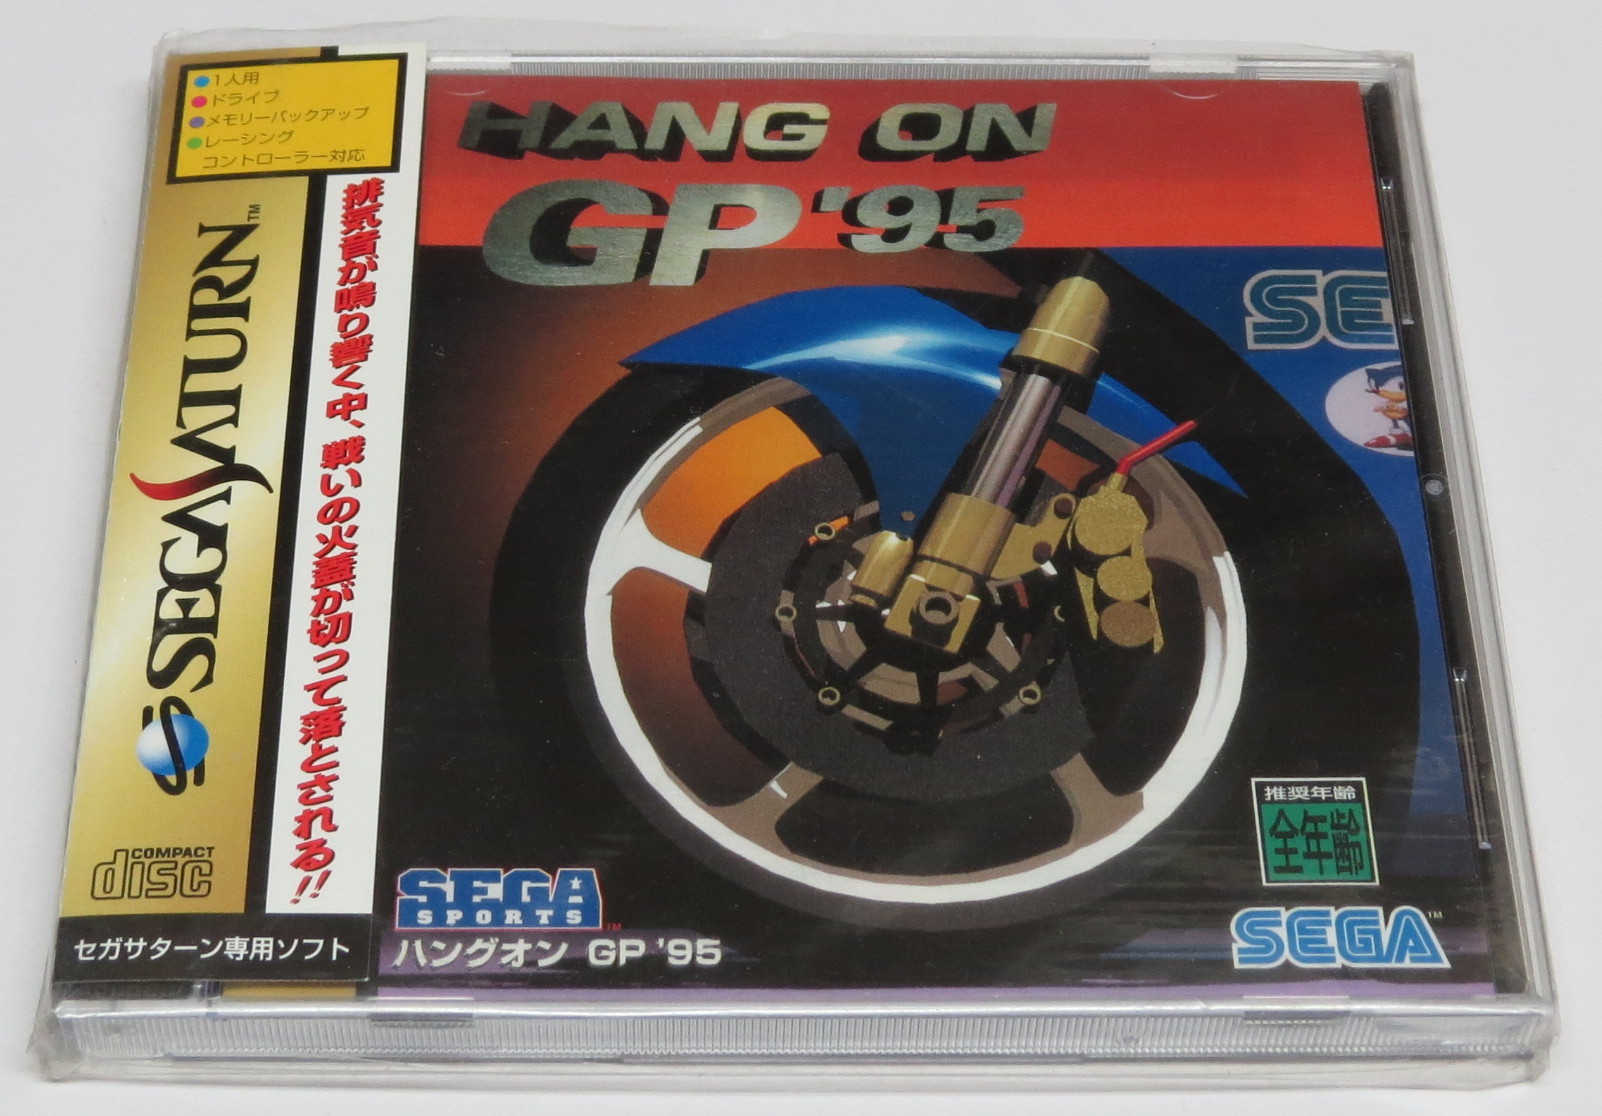 1人用
ドライブ
メモリーバックアップ
レーシング
コントローラー対応
SEGA SATURN™
排気音が鳴り響く中、戦いの火蓋が切って落とされる!!
COMPACT
disc
セガサターン専用ソフト
HANG ON
GP '95
SE
推奨年齢
全年齢
SEGA
SPORTS™
ハングオン GP '95
SEGA™